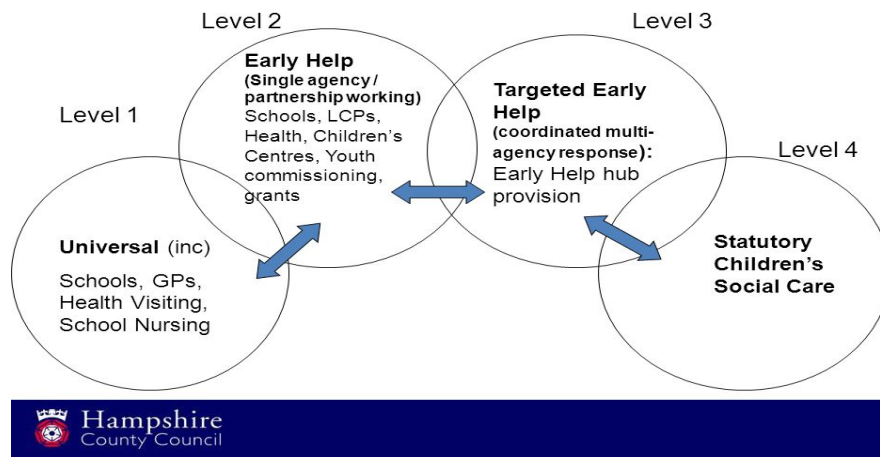 Level 1
Universal (inc)
Schools, GPs,
Health Visiting,
School Nursing
Level 2
Early Help
(Single agency /
partnership working)
Schools, LCPs,
Health, Children's
Centres, Youth
commissioning,
grants
Level 3
Targeted Early
Help
(coordinated multi-
agency response):
Early Help hub
provision
Level 4
Statutory
Children's
Social Care
Hampshire
County Council